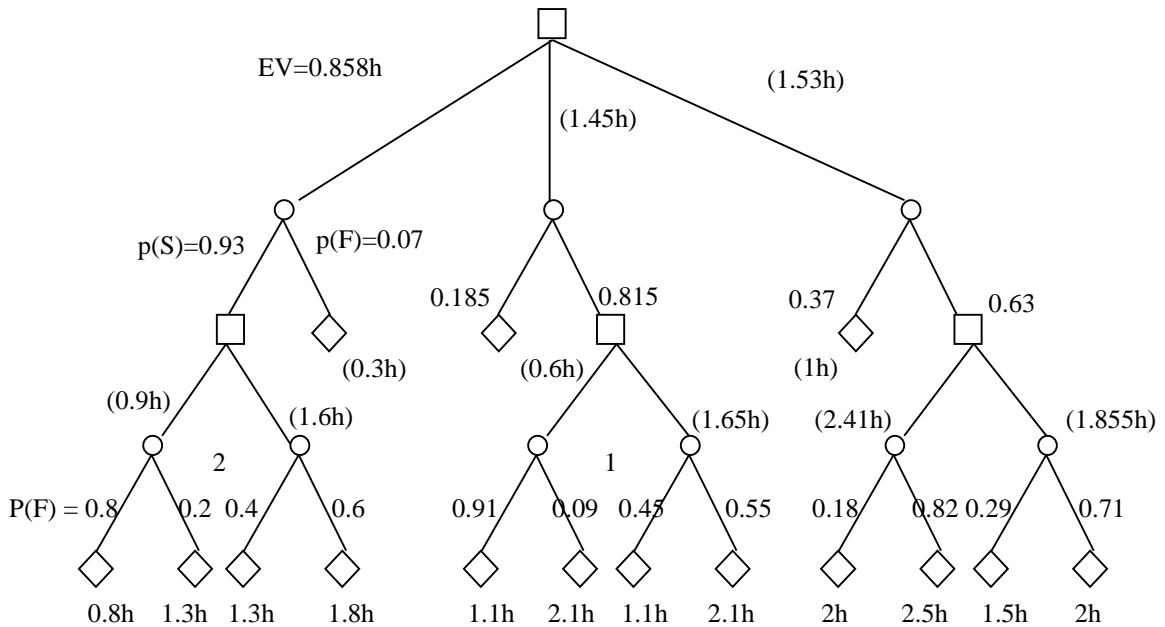 EV=0.858h
(1.53h)
(1.45h)
p(S)=0.93
p(F)=0.07
0.185
0.815
0.37
0.63
(0.3h)
(0.6h)
(1h)
(0.9h)
(1.6h)
(1.65h)
(2.41h)
(1.855h)
2
1
P(F) = 0.8
0.2
0.4
0.6
0.91
0.09
0.45
0.55
0.18
0.82
0.29
0.71
0.8h
1.3h
1.3h
1.8h
1.1h
2.1h
1.1h
2.1h
2h
2.5h
1.5h
2h